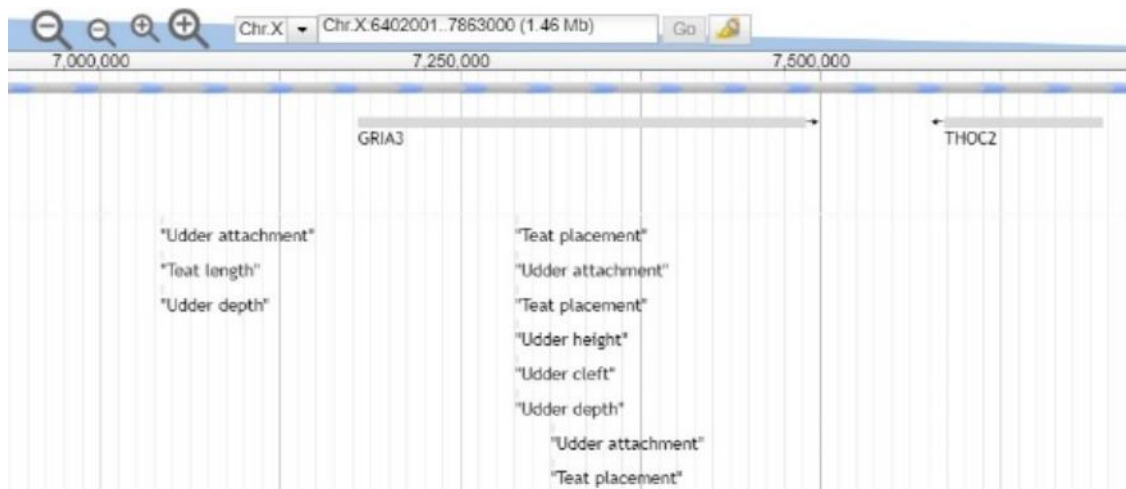 Chr.X Chr.X:6402001..7863000 (1.46 Mb) Go
7,000,000 7,250,000 7,500,000
GRIA3 THOC2
"Udder attachment" "Teat placement"
"Teat length" "Udder attachment"
"Udder depth" "Teat placement"
"Udder height"
"Udder cleft"
"Udder depth"
"Udder attachment"
"Teat placement"